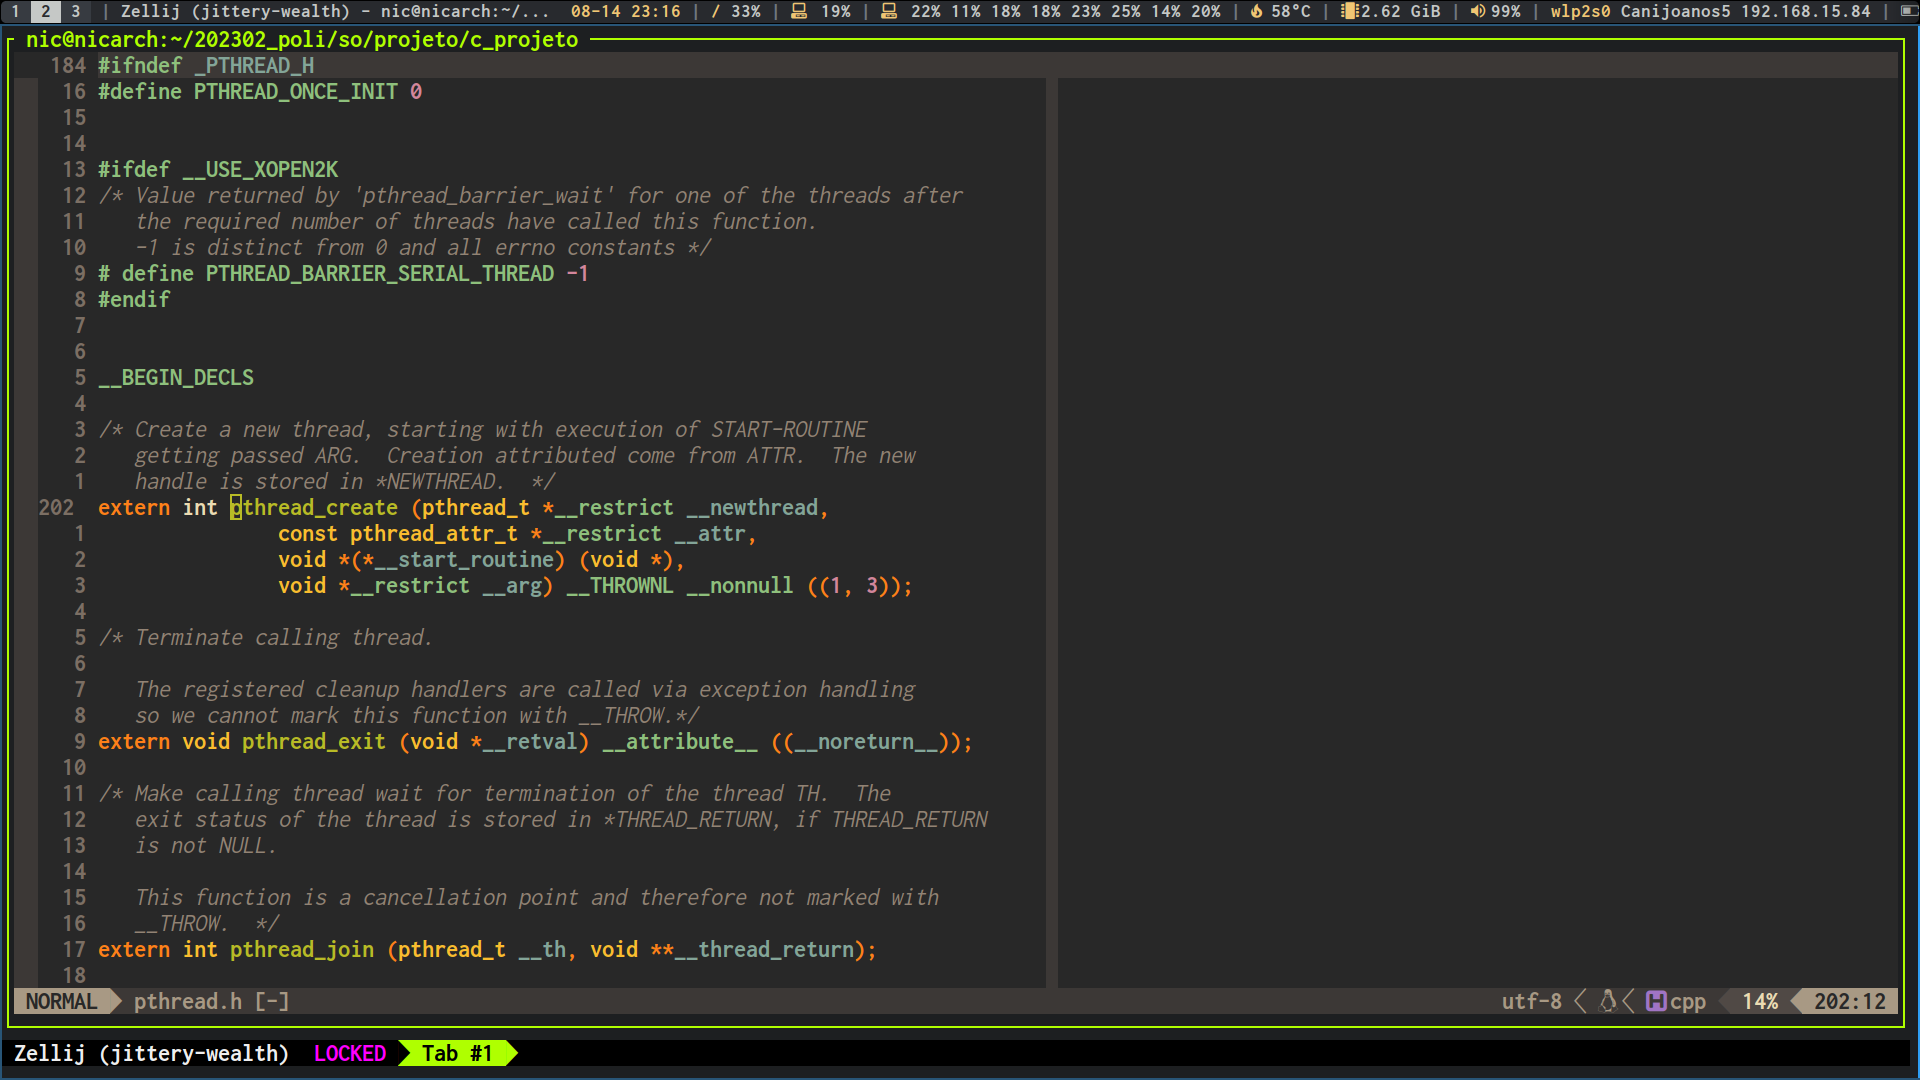 1 2 3 | Zellij (jittery-wealth) - nic@nicarch:~/... 08-14 23:16 | / 33% | 19% | 22% 11% 18% 18% 23% 25% 14% 20% | 58°C | 2.62 GiB | 99% | wlp2s0 Canijoanos5 192.168.15.84 |
nic@nicarch:~/202302_poli/so/projeto/c_projeto
184 #ifndef _PTHREAD_H
16 #define PTHREAD_ONCE_INIT 0
15
14
13 #ifdef __USE_XOPEN2K
12 /* Value returned by 'pthread_barrier_wait' for one of the threads after
11 the required number of threads have called this function.
10 -1 is distinct from 0 and all errno constants */
9 # define PTHREAD_BARRIER_SERIAL_THREAD -1
8 #endif
7
6
5 __BEGIN_DECLS
4
3 /* Create a new thread, starting with execution of START-ROUTINE
2 getting passed ARG.  Creation attributed come from ATTR.  The new
1 handle is stored in *NEWTHREAD.  */
202 extern int pthread_create (pthread_t *__restrict __newthread,
1 const pthread_attr_t *__restrict __attr,
2 void *(*__start_routine) (void *),
3 void *__restrict __arg) __THROWNL __nonnull ((1, 3));
4
5 /* Terminate calling thread.
6
7 The registered cleanup handlers are called via exception handling
8 so we cannot mark this function with __THROW.*/
9 extern void pthread_exit (void *__retval) __attribute__ ((__noreturn__));
10
11 /* Make calling thread wait for termination of the thread TH.  The
12 exit status of the thread is stored in *THREAD_RETURN, if THREAD_RETURN
13 is not NULL.
14
15 This function is a cancellation point and therefore not marked with
16 __THROW.  */
17 extern int pthread_join (pthread_t __th, void **__thread_return);
18
NORMAL pthread.h [-] utf-8 H cpp 14% 202:12
Zellij (jittery-wealth) LOCKED Tab #1